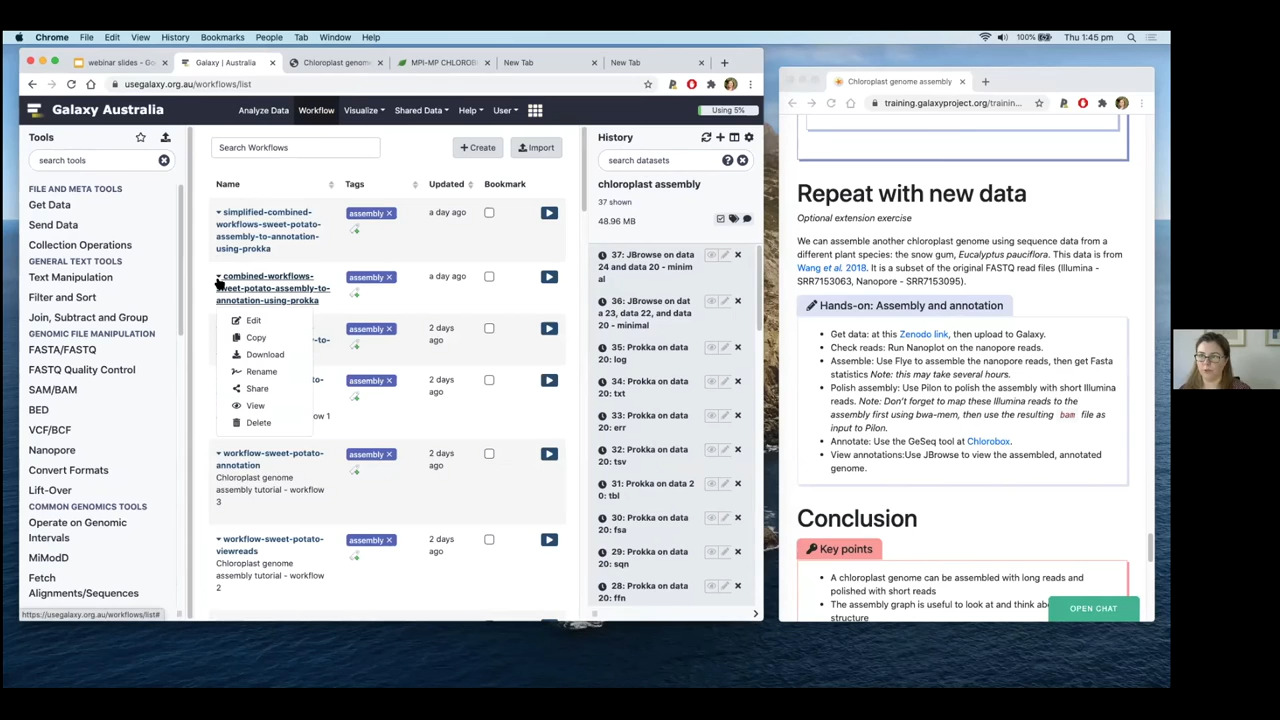 Chrome File Edit View History Bookmarks People Tab Window Help
100% Thu 1:45 pm
webinar slides - Go
Galaxy | Australia
Chloroplast genom
MPI-MP CHLOROB
New Tab
New Tab
usegalaxy.org.au/workflows/list
Galaxy Australia
Analyze Data Workflow Visualize Shared Data Help User
Using 5%
Tools
search tools
FILE AND META TOOLS
Get Data
Send Data
Collection Operations
GENERAL TEXT TOOLS
Text Manipulation
Filter and Sort
Join, Subtract and Group
GENOMIC FILE MANIPULATION
FASTA/FASTQ
FASTQ Quality Control
SAM/BAM
BED
VCF/BCF
Nanopore
Convert Formats
Lift-Over
COMMON GENOMICS TOOLS
Operate on Genomic
Intervals
MiModD
Fetch
Alignments/Sequences
https://usegalaxy.org.au/workflows/list#
Search Workflows
+ Create
Import
Name Tags Updated Bookmark
simplified-combined-
workflows-sweet-potato-
assembly-to-annotation-
using-prokka
assembly ×
a day ago
combined-workflows-
sweet-potato-assembly-to-
annotation-using-prokka
assembly ×
a day ago
Edit
Copy
Download
Rename
Share
View
Delete
y-to-
assembly ×
2 days
ago
to-
w 1
assembly ×
2 days
ago
workflow-sweet-potato-
annotation
Chloroplast genome
assembly tutorial - workflow
3
assembly ×
2 days
ago
workflow-sweet-potato-
viewreads
Chloroplast genome
assembly tutorial - workflow
2
assembly ×
2 days
ago
History
search datasets
chloroplast assembly
37 shown
48.96 MB
37: JBrowse on data
24 and data 20 - minim
al
36: JBrowse on dat
a 23, data 22, and data
20 - minimal
35: Prokka on data
20: log
34: Prokka on data
20: txt
33: Prokka on data
20: err
32: Prokka on data
20: tsv
31: Prokka on data 2
0: tbl
30: Prokka on data
20: fsa
29: Prokka on data
20: sqn
28: Prokka on data
20: ffn
Chloroplast genome assembly
training.galaxyproject.org/trainin...
Repeat with new data
Optional extension exercise
We can assemble another chloroplast genome using sequence data from a
different plant species: the snow gum, Eucalyptus pauciflora. This data is from
Wang et al. 2018. It is a subset of the original FASTQ read files (Illumina -
SRR7153063, Nanopore - SRR7153095).
Hands-on: Assembly and annotation
• Get data: at this Zenodo link, then upload to Galaxy.
• Check reads: Run Nanoplot on the nanopore reads.
• Assemble: Use Flye to assemble the nanopore reads, then get Fasta
statistics Note: this may take several hours.
• Polish assembly: Use Pilon to polish the assembly with short Illumina
reads. Note: Don't forget to map these Illumina reads to the
assembly first using bwa-mem, then use the resulting bam file as
input to Pilon.
• Annotate: Use the GeSeq tool at Chlorobox.
• View annotations:Use JBrowse to view the assembled, annotated
genome.
Conclusion
Key points
• A chloroplast genome can be assembled with long reads and
polished with short reads
• The assembly graph is useful to look at and think abo
structure
OPEN CHAT